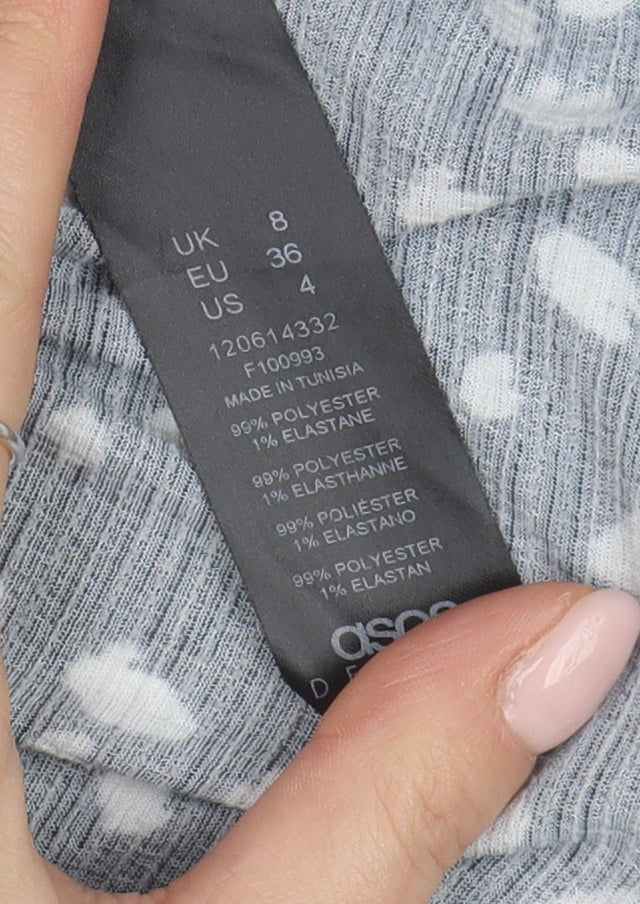 UK 8
EU 36
US 4
120614332
F100993
MADE IN TUNISIA
99% POLYESTER
1% ELASTANE
99% POLYESTER
1% ELASTHANNE
99% POLIÉSTER
1% ELASTANO
99% POLYESTER
1% ELASTAN
asos